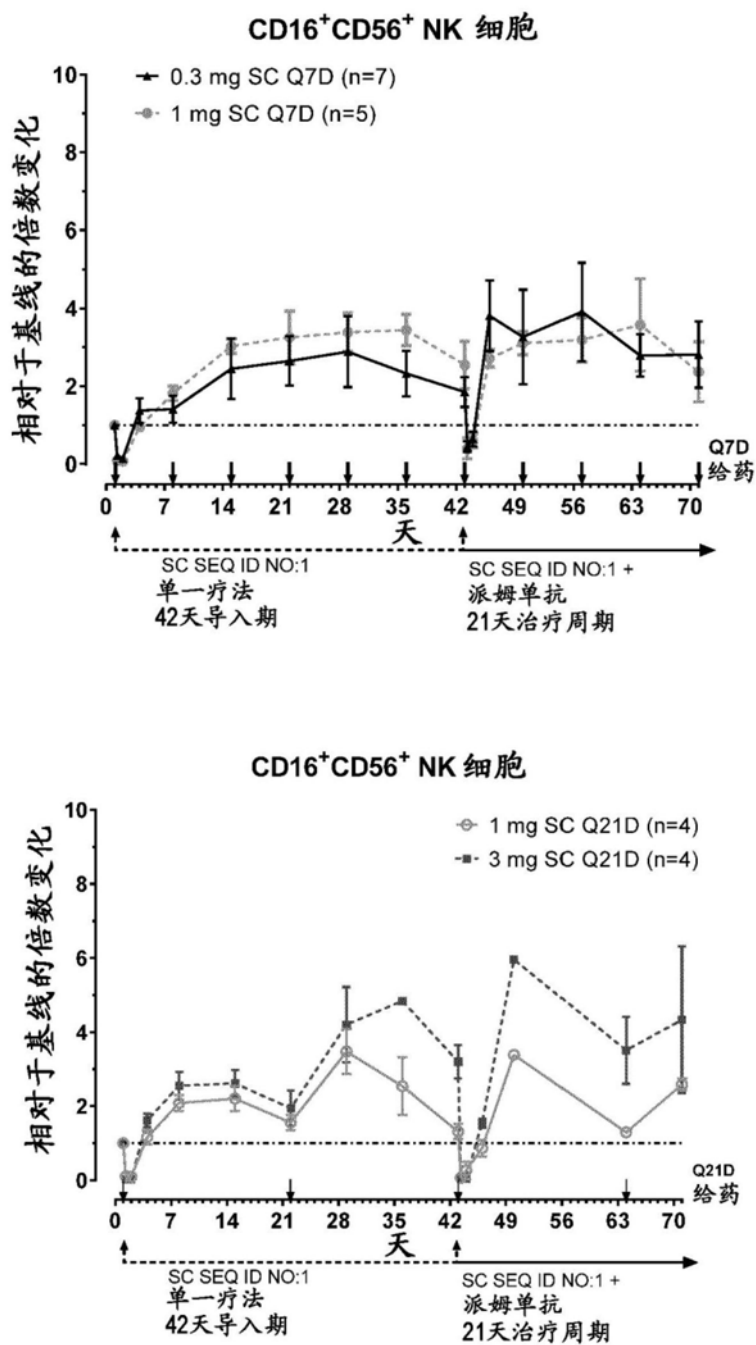 CD16+CD56+ NK 细胞
0.3 mg SC Q7D (n=7)
1 mg SC Q7D (n=5)
相对于基线的倍数变化
10
8
6
4
2
0
Q7D
给药
0 7 14 21 28 35 42 49 56 63 70
天
SC SEQ ID NO:1
单一疗法
42天导入期
SC SEQ ID NO:1 +
派姆单抗
21天治疗周期
CD16+CD56+ NK 细胞
1 mg SC Q21D (n=4)
3 mg SC Q21D (n=4)
相对于基线的倍数变化
10
8
6
4
2
0
Q21D
给药
0 7 14 21 28 35 42 49 56 63 70
天
SC SEQ ID NO:1
单一疗法
42天导入期
SC SEQ ID NO:1 +
派姆单抗
21天治疗周期